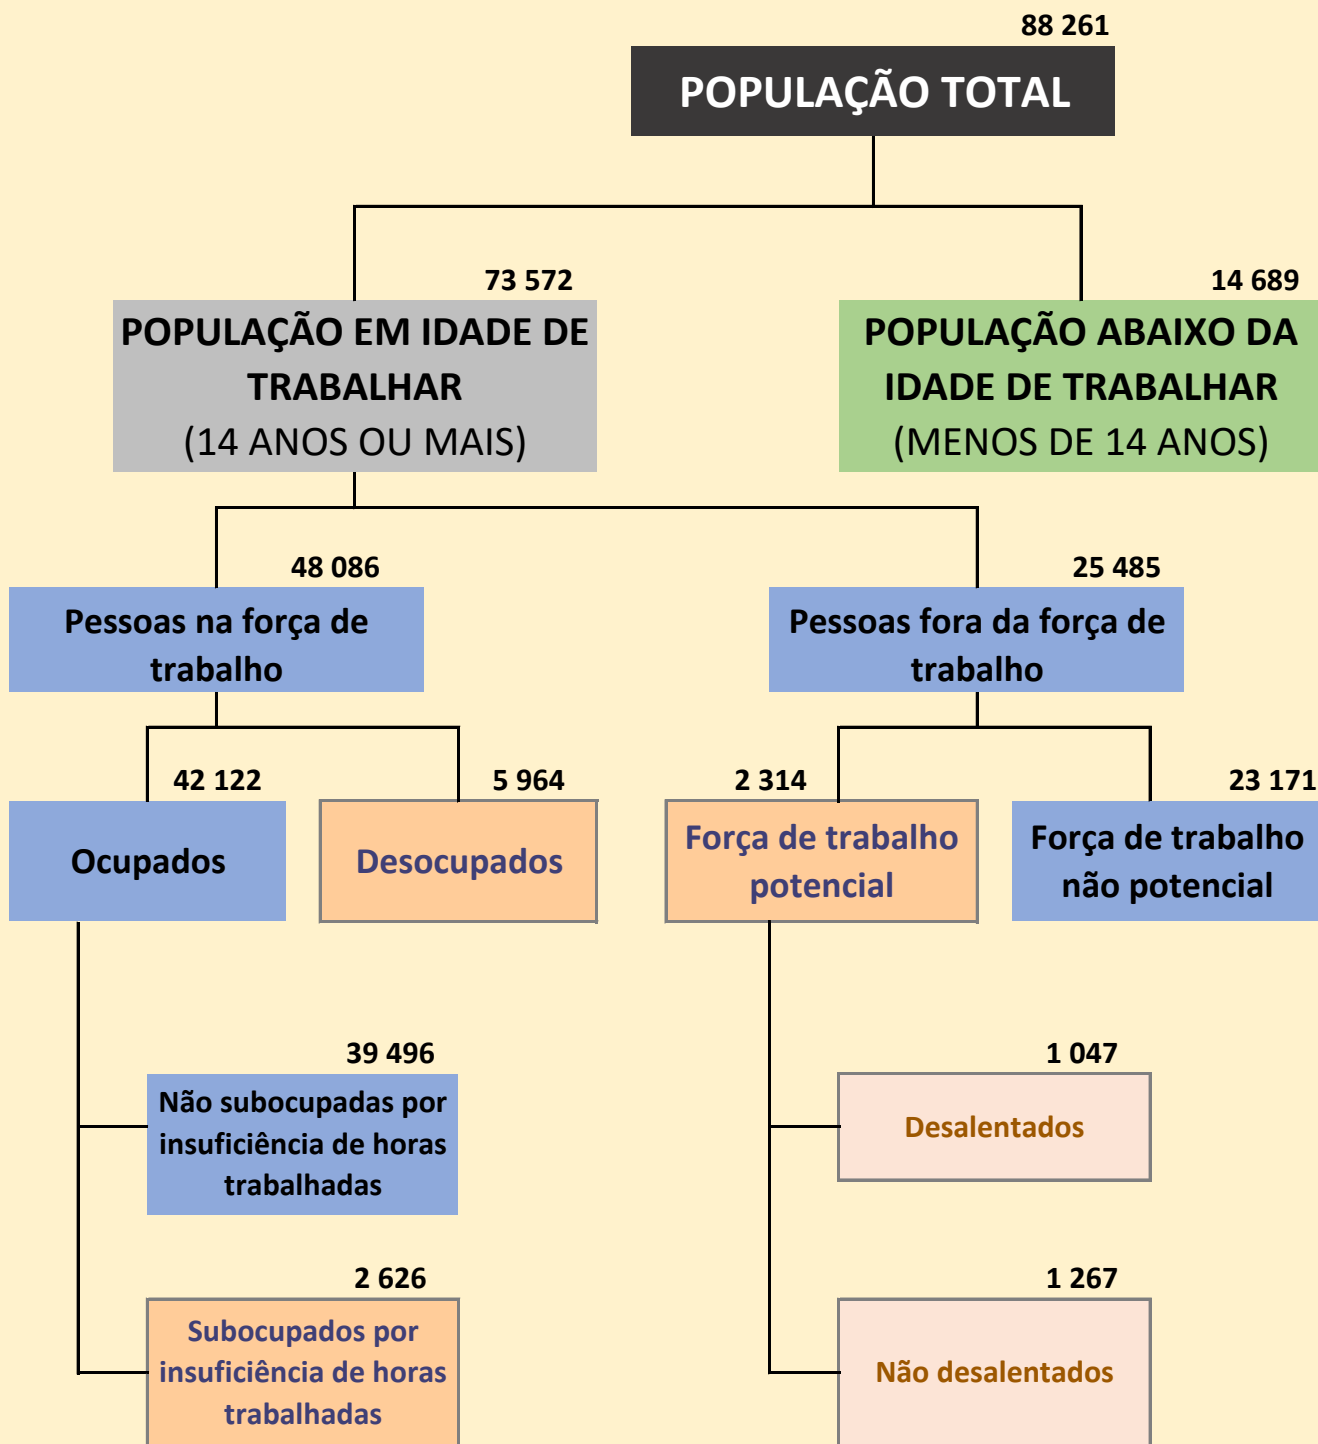 88 261
POPULAÇÃO TOTAL
73 572
POPULAÇÃO EM IDADE DE
TRABALHAR
(14 ANOS OU MAIS)
14 689
POPULAÇÃO ABAIXO DA
IDADE DE TRABALHAR
(MENOS DE 14 ANOS)
48 086
Pessoas na força de
trabalho
25 485
Pessoas fora da força de
trabalho
42 122
Ocupados
5 964
Desocupados
2 314
Força de trabalho
potencial
23 171
Força de trabalho
não potencial
39 496
Não subocupadas por
insuficiência de horas
trabalhadas
1 047
Desalentados
2 626
Subocupados por
insuficiência de horas
trabalhadas
1 267
Não desalentados